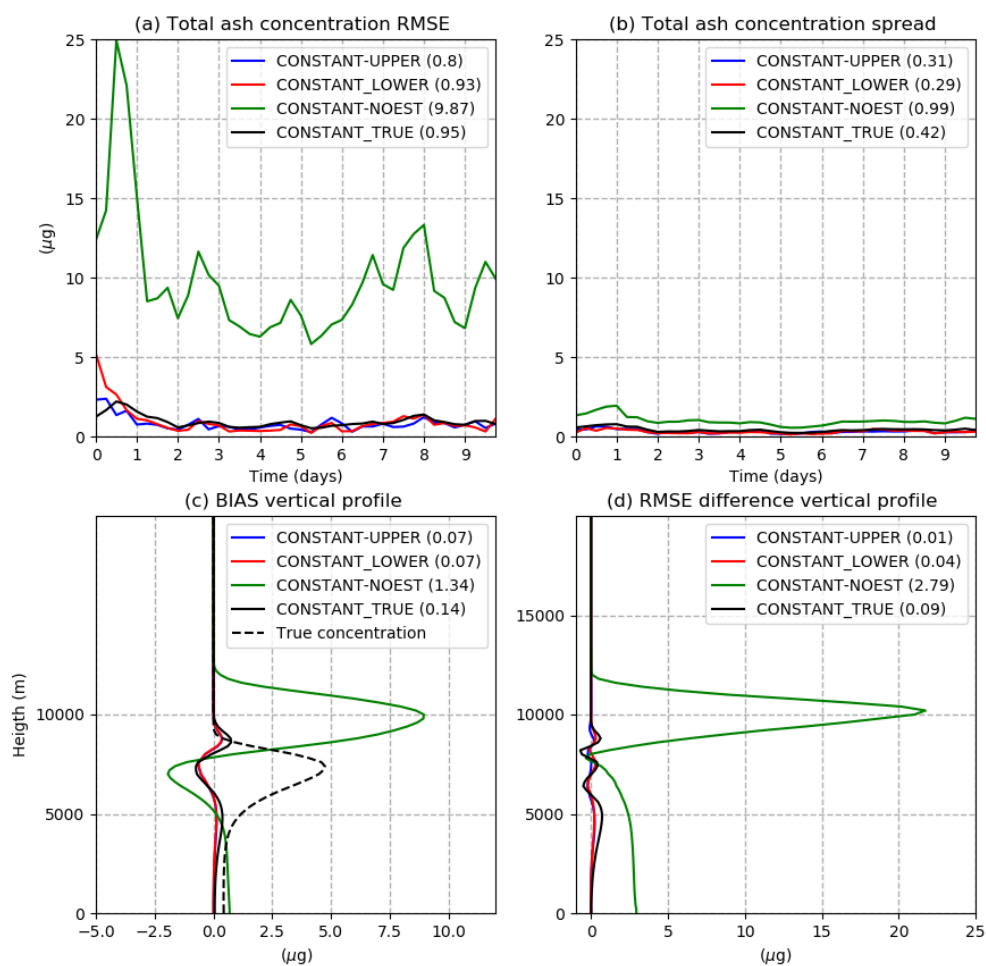 (a) Total ash concentration RMSE
25
20
15
10
5
0
(μg)
CONSTANT-UPPER (0.8)
CONSTANT_LOWER (0.93)
CONSTANT-NOEST (9.87)
CONSTANT_TRUE (0.95)
0 1 2 3 4 5 6 7 8 9
Time (days)
(b) Total ash concentration spread
25
20
15
10
5
0
CONSTANT-UPPER (0.31)
CONSTANT_LOWER (0.29)
CONSTANT-NOEST (0.99)
CONSTANT_TRUE (0.42)
0 1 2 3 4 5 6 7 8 9
Time (days)
(c) BIAS vertical profile
10000
5000
0
Heigth (m)
CONSTANT-UPPER (0.07)
CONSTANT_LOWER (0.07)
CONSTANT-NOEST (1.34)
CONSTANT_TRUE (0.14)
True concentration
−5.0 −2.5 0.0 2.5 5.0 7.5 10.0
(μg)
(d) RMSE difference vertical profile
15000
10000
5000
0
CONSTANT-UPPER (0.01)
CONSTANT_LOWER (0.04)
CONSTANT-NOEST (2.79)
CONSTANT_TRUE (0.09)
0 5 10 15 20 25
(μg)